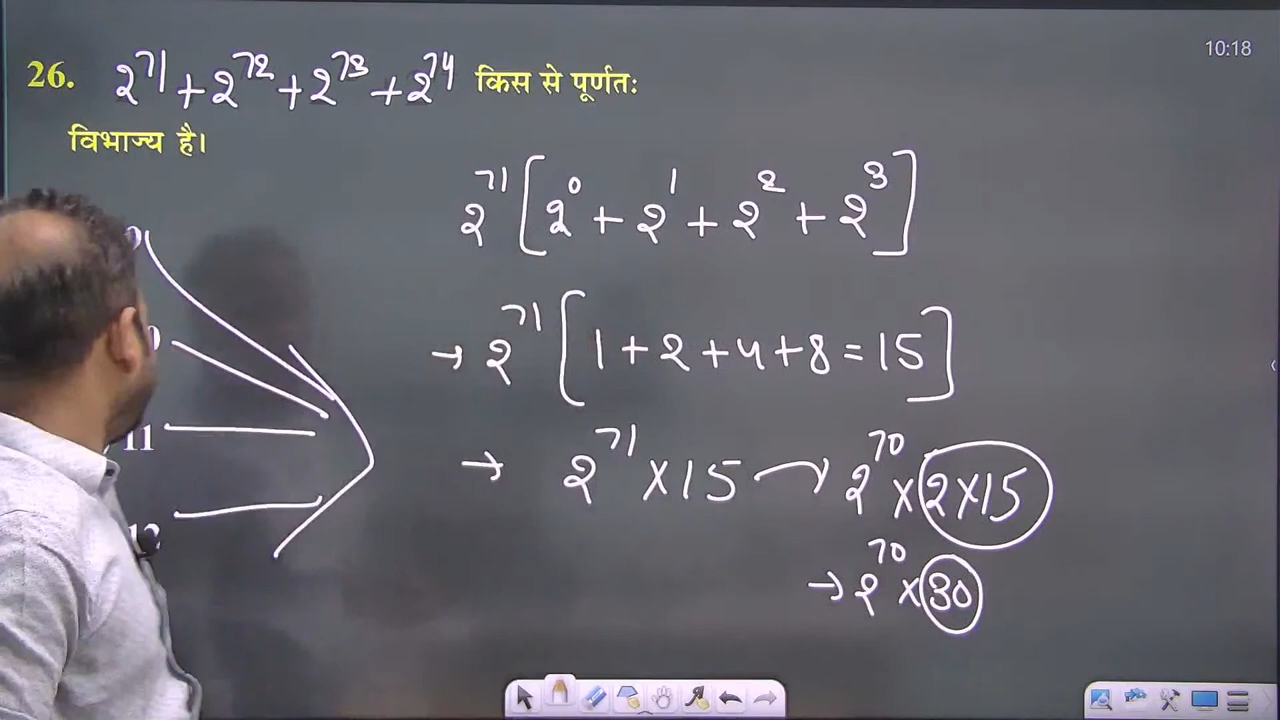 10:18
26. 2^71 + 2^72 + 2^73 + 2^74 किस से पूर्णतः
विभाज्य है।
2^71 [2^0 + 2^1 + 2^2 + 2^3]
→ 2^71 [1 + 2 + 4 + 8 = 15]
11
→ 2^71 × 15 → 2^70 × 2×15
12
→ 2^70 × 30